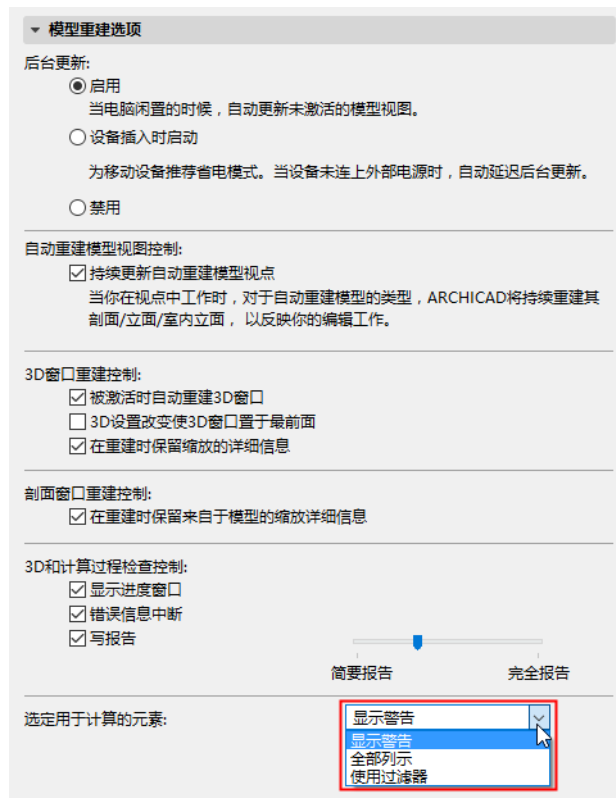 模型重建选项
后台更新:
启用
当电脑闲置的时候，自动更新未激活的模型视图。
设备插入时启动
为移动设备推荐省电模式。当设备未连上外部电源时，自动延迟后台更新。
禁用
自动重建模型视图控制:
持续更新自动重建模型视点
当你在视点中工作时，对于自动重建模型的类型，ARCHICAD将持续重建其
剖面/立面/室内立面， 以反映你的编辑工作。
3D窗口重建控制:
被激活时自动重建3D窗口
3D设置改变使3D窗口置于最前面
在重建时保留缩放的详细信息
剖面窗口重建控制:
在重建时保留来自于模型的缩放详细信息
3D和计算过程检查控制:
显示进度窗口
错误信息中断
写报告
简要报告 完全报告
选定用于计算的元素: 显示警告
显示警告
全部列示
使用过滤器